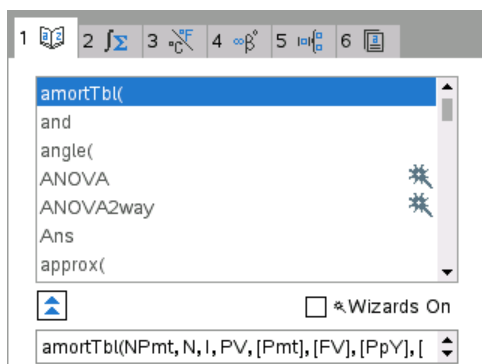 1 2 ∫Σ 3 °C°F 4 ∞β° 5 6
amortTbl(
and
angle(
ANOVA
ANOVA2way
Ans
approx(
Wizards On
amortTbl(NPmt, N, I, PV, [Pmt], [FV], [PpY], [